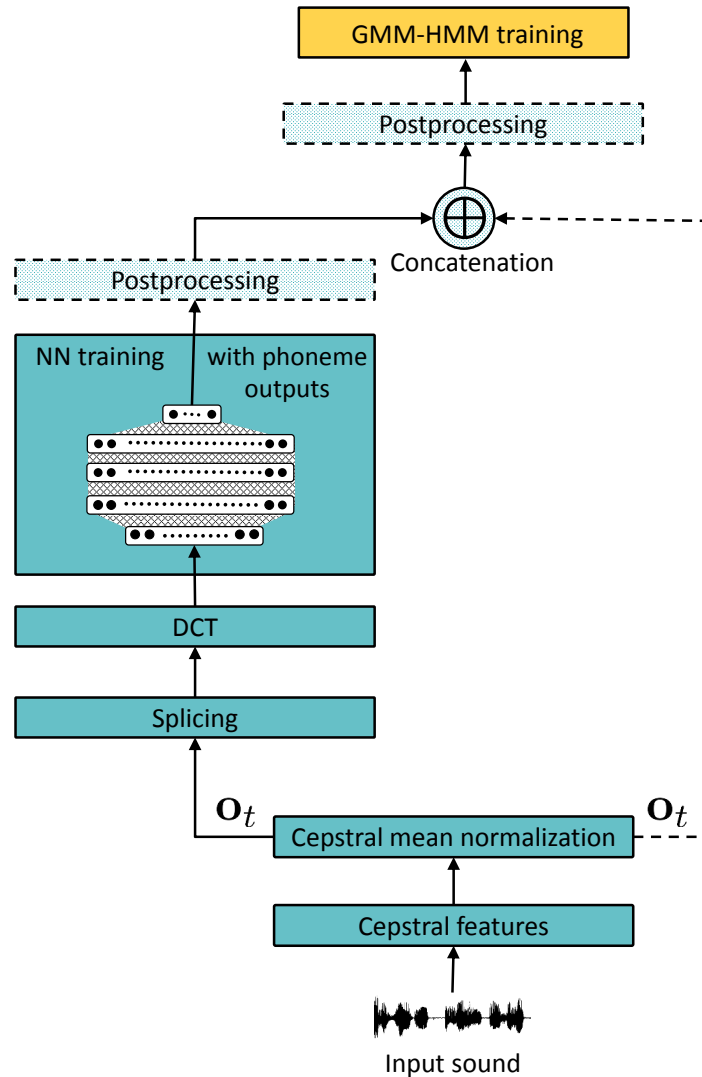 GMM-HMM training
Postprocessing
Concatenation
Postprocessing
NN training with phoneme
outputs
DCT
Splicing
𝐎𝑡 𝐎𝑡
Cepstral mean normalization
Cepstral features
Input sound